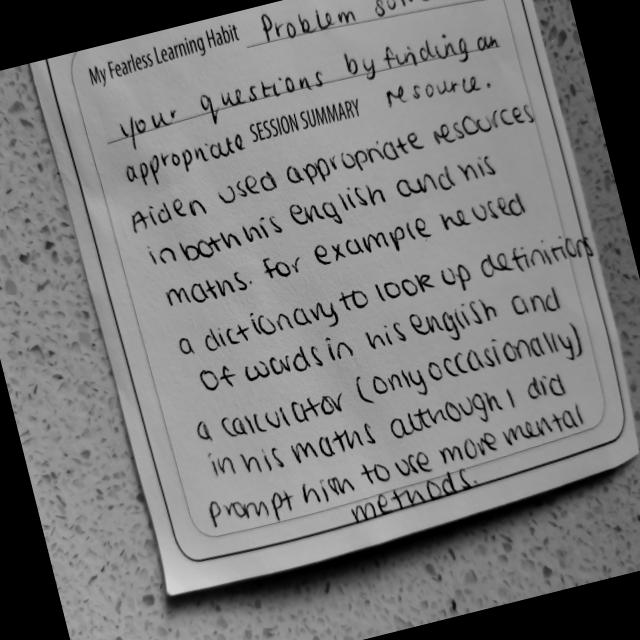 My Fearless Learning Habit Problem
your questions by finding an
appropriate SESSION SUMMARY resource.
Aiden used appropriate resources
in both his english and his
maths. For example he used
a dictionary to look up definitions
of words in his english and
a calculator (only occasionally)
in his maths although I did
prompt him to use more mental
methods.